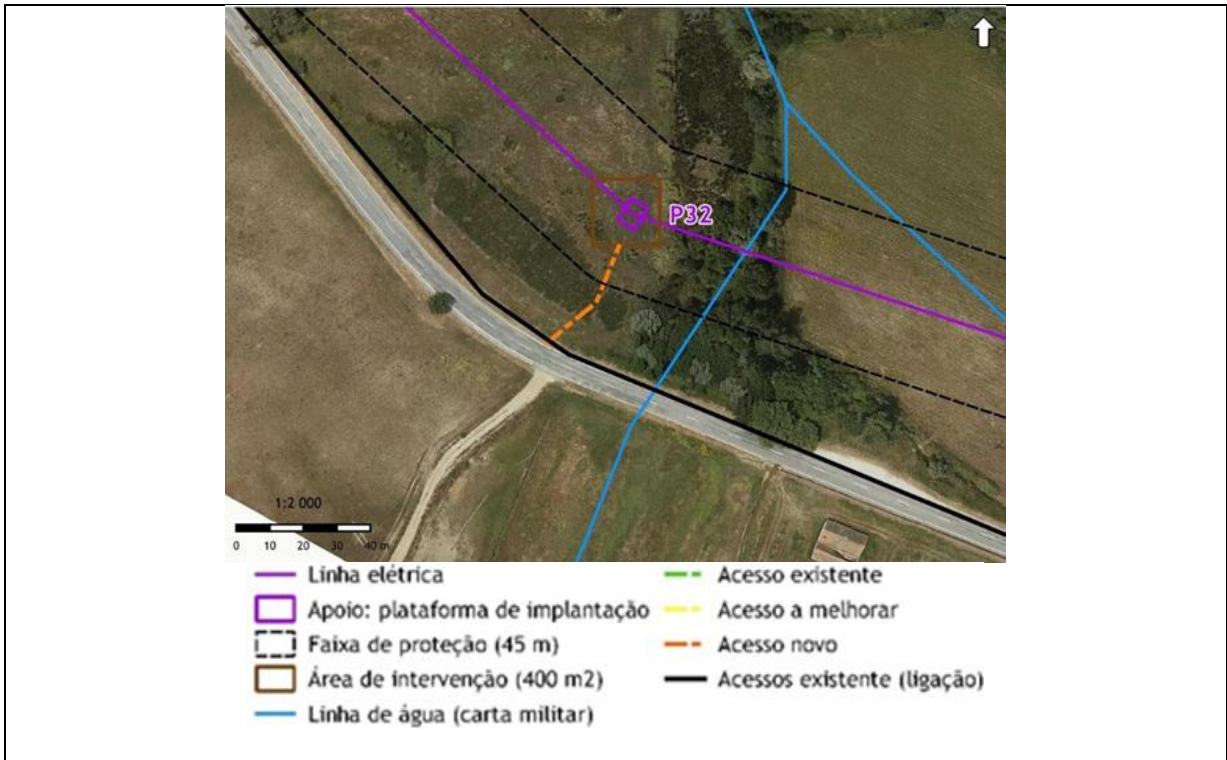 P32
1:2 000
0 10 20 30 40 m
Linha elétrica
Apoio: plataforma de implantação
Faixa de proteção (45 m)
Área de intervenção (400 m2)
Linha de água (carta militar)
Acesso existente
Acesso a melhorar
Acesso novo
Acessos existente (ligação)